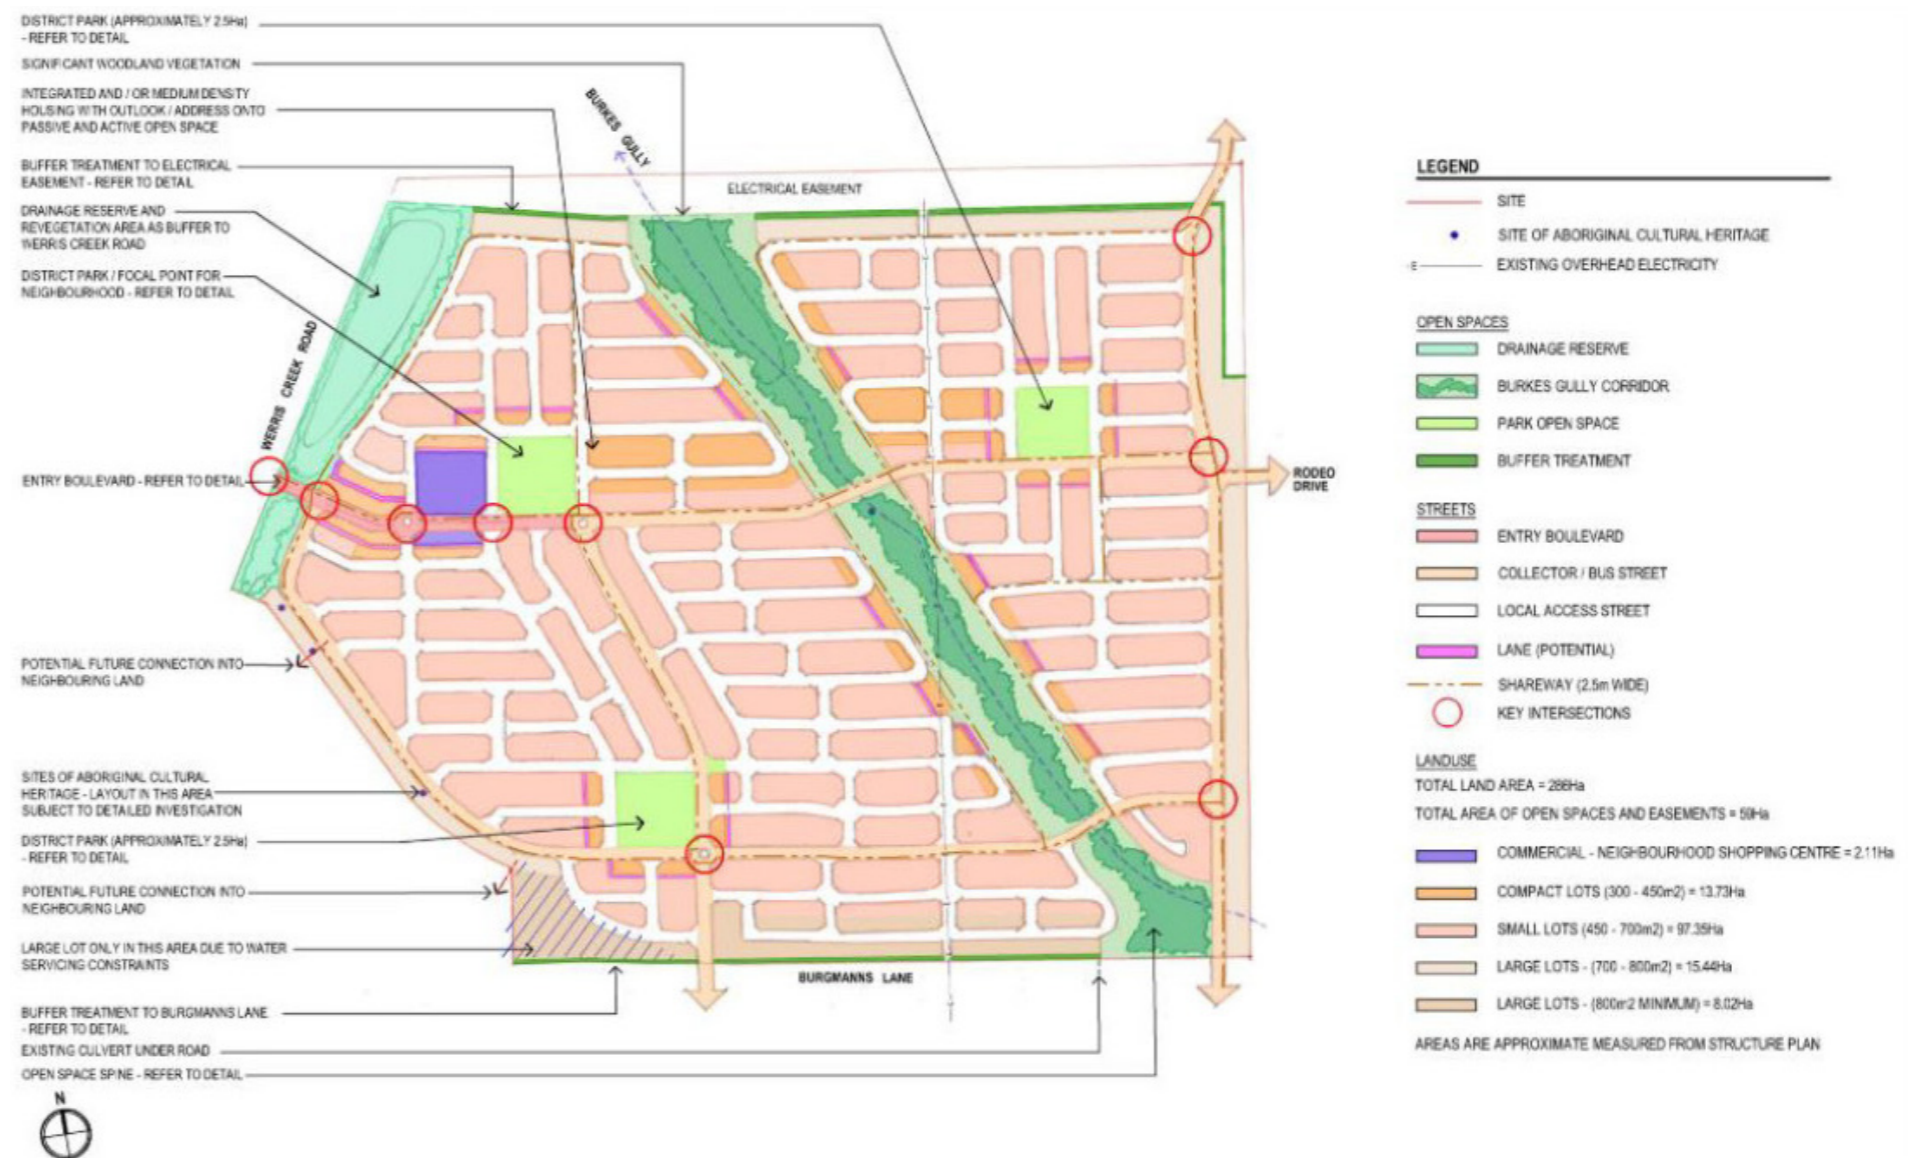 DISTRICT PARK (APPROXIMATELY 2.5Ha)
- REFER TO DETAIL
SIGNIFICANT WOODLAND VEGETATION
INTEGRATED AND / OR MEDIUM DENSITY
HOUSING WITH OUTLOOK / ADDRESS ONTO
PASSIVE AND ACTIVE OPEN SPACE
BUFFER TREATMENT TO ELECTRICAL
EASEMENT - REFER TO DETAIL
DRAINAGE RESERVE AND
REVEGETATION AREA AS BUFFER TO
WERRIS CREEK ROAD
DISTRICT PARK / FOCAL POINT FOR
NEIGHBOURHOOD - REFER TO DETAIL
ENTRY BOULEVARD - REFER TO DETAIL
POTENTIAL FUTURE CONNECTION INTO
NEIGHBOURING LAND
SITES OF ABORIGINAL CULTURAL
HERITAGE - LAYOUT IN THIS AREA
SUBJECT TO DETAILED INVESTIGATION
DISTRICT PARK (APPROXIMATELY 2.5Ha)
- REFER TO DETAIL
POTENTIAL FUTURE CONNECTION INTO
NEIGHBOURING LAND
LARGE LOT ONLY IN THIS AREA DUE TO WATER
SERVICING CONSTRAINTS
BUFFER TREATMENT TO BURGMANNS LANE
- REFER TO DETAIL
EXISTING CULVERT UNDER ROAD
OPEN SPACE SPINE - REFER TO DETAIL
N
BURKES GULLY
ELECTRICAL EASEMENT
WERRIS CREEK ROAD
RODEO
DRIVE
BURGMANNS LANE
LEGEND
SITE
SITE OF ABORIGINAL CULTURAL HERITAGE
E
EXISTING OVERHEAD ELECTRICITY
OPEN SPACES
DRAINAGE RESERVE
BURKES GULLY CORRIDOR
PARK OPEN SPACE
BUFFER TREATMENT
STREETS
ENTRY BOULEVARD
COLLECTOR / BUS STREET
LOCAL ACCESS STREET
LANE (POTENTIAL)
SHAREWAY (2.5m WIDE)
KEY INTERSECTIONS
LANDUSE
TOTAL LAND AREA = 286Ha
TOTAL AREA OF OPEN SPACES AND EASEMENTS = 59Ha
COMMERCIAL - NEIGHBOURHOOD SHOPPING CENTRE = 2.11Ha
COMPACT LOTS (300 - 450m2) = 13.73Ha
SMALL LOTS (450 - 700m2) = 97.35Ha
LARGE LOTS - (700 - 800m2) = 15.44Ha
LARGE LOTS - (800m2 MINIMUM) = 8.02Ha
AREAS ARE APPROXIMATE MEASURED FROM STRUCTURE PLAN